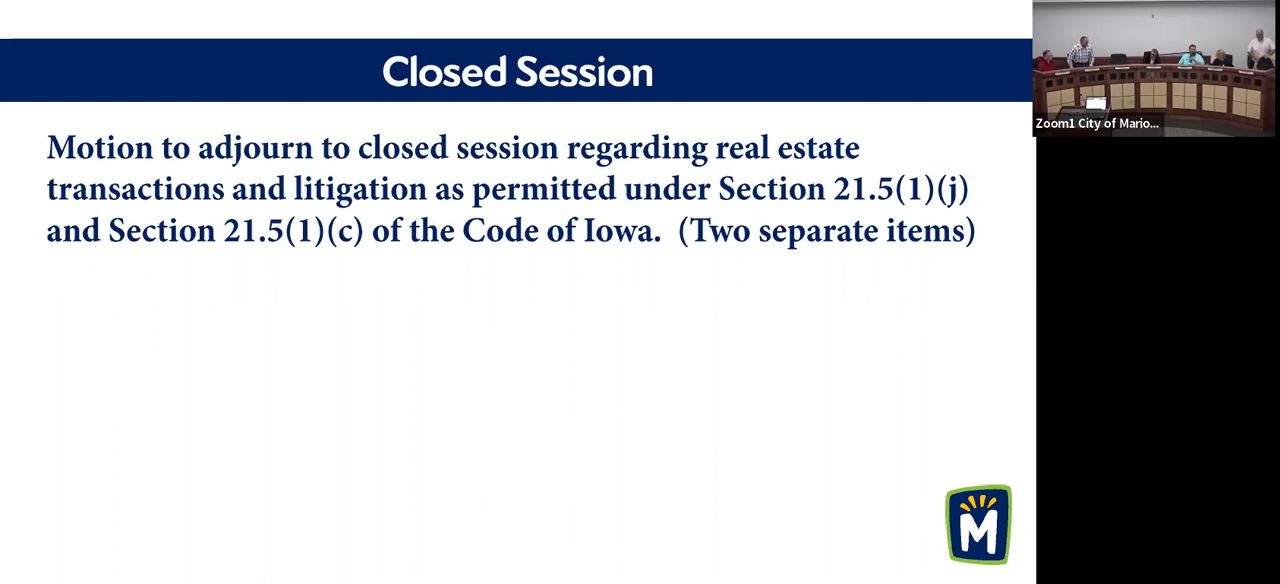 Closed Session
Motion to adjourn to closed session regarding real estate
transactions and litigation as permitted under Section 21.5(1)(j)
and Section 21.5(1)(c) of the Code of Iowa.  (Two separate items)
Zoom1 City of Mario...
M